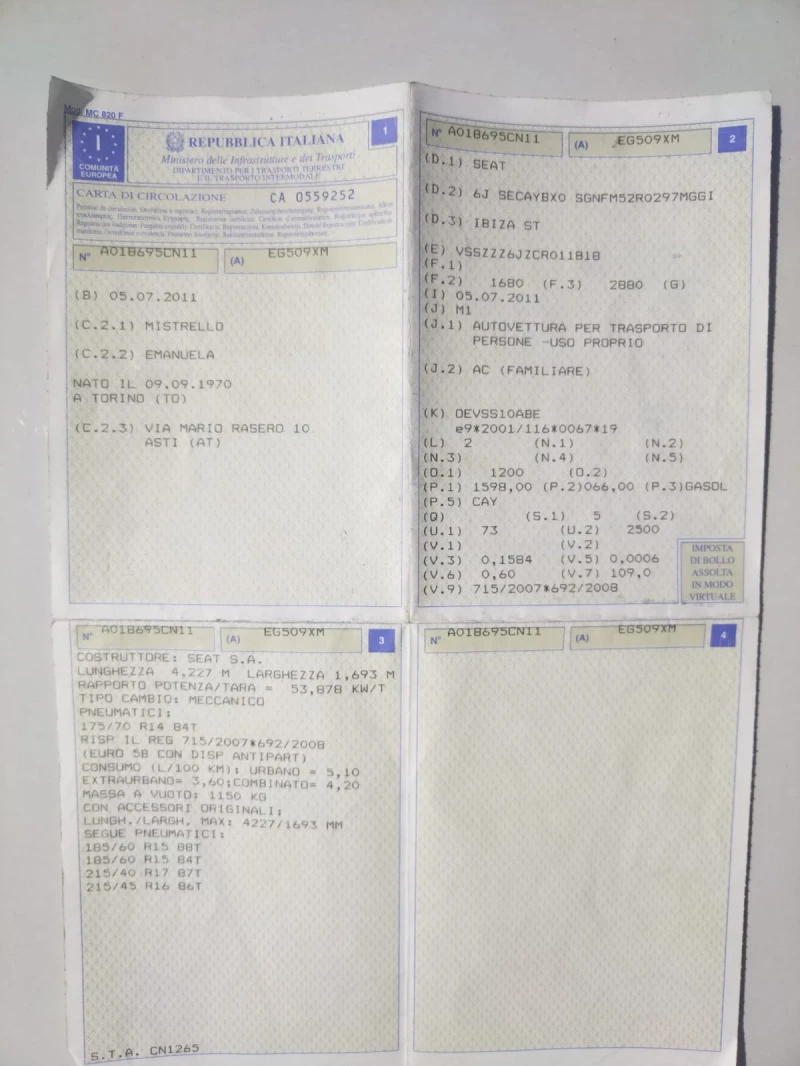 Mod. MC 820 F
I
COMUNITÀ
EUROPEA
REPUBBLICA ITALIANA
Ministero delle Infrastrutture e dei Trasporti
DIPARTIMENTO PER I TRASPORTI TERRESTRI
E IL TRASPORTO INTERMODALE
1
CARTA DI CIRCOLAZIONE CA 0559252
N° A018695CN11 (A) EG509XM
(B) 05.07.2011
(C.2.1) MISTRELLO
(C.2.2) EMANUELA
NATO IL 09.09.1970
A TORINO (TO)
(C.2.3) VIA MARIO RASERO 10
ASTI (AT)
N° A018695CN11 (A) EG509XM 2
(D.1) SEAT
(D.2) 6J SECAYBX0 SGNFM52R0297MGGI
(D.3) IBIZA ST
(E) VSSZZZ6JZCR011818
(F.1)
(F.2) 1680 (F.3) 2880 (G)
(I) 05.07.2011
(J) M1
(J.1) AUTOVETTURA PER TRASPORTO DI
PERSONE -USO PROPRIO
(J.2) AC (FAMILIARE)
(K) OEVSS10ABE
e9*2001/116*0067*19
(L) 2 (N.1) (N.2)
(N.3) (N.4) (N.5)
(O.1) 1200 (O.2)
(P.1) 1598,00 (P.2)066,00 (P.3)GASOL
(P.5) CAY
(Q) (S.1) 5 (S.2)
(U.1) 73 (U.2) 2500
(V.1) (V.2)
(V.3) 0,1584 (V.5) 0,0006
(V.6) 0,60 (V.7) 109,0
(V.9) 715/2007*692/2008
IMPOSTA
DI BOLLO
ASSOLTA
IN MODO
VIRTUALE
N° A018695CN11 (A) EG509XM 3
COSTRUTTORE: SEAT S.A.
LUNGHEZZA 4,227 M LARGHEZZA 1,693 M
RAPPORTO POTENZA/TARA = 53,878 KW/T
TIPO CAMBIO: MECCANICO
PNEUMATICI:
175/70 R14 84T
RISP IL REG 715/2007*692/2008
(EURO 5B CON DISP ANTIPART)
CONSUMO (L/100 KM): URBANO = 5,10
EXTRAURBANO= 3,60;COMBINATO= 4,20
MASSA A VUOTO: 1150 KG
CON ACCESSORI ORIGINALI:
LUNGH./LARGH. MAX: 4227/1693 MM
SEGUE PNEUMATICI:
185/60 R15 88T
185/60 R15 84T
215/40 R17 87T
215/45 R16 86T
S.T.A. CN1265
N° A018695CN11 (A) EG509XM 4